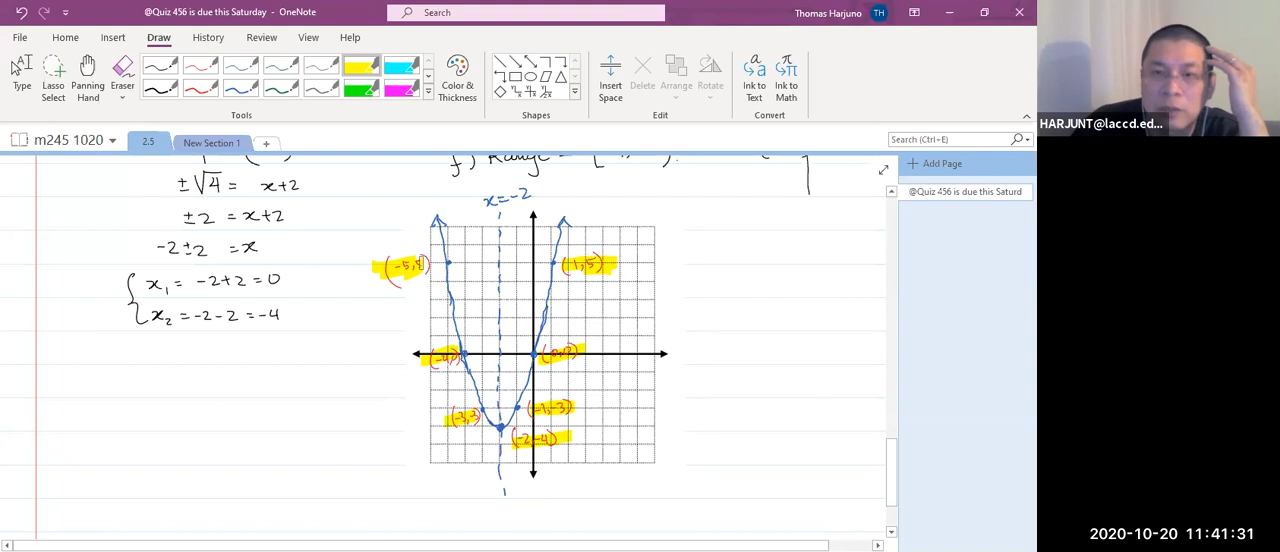 @Quiz 456 is due this Saturday - OneNote
Search
Thomas Harjuno TH
File Home Insert Draw History Review View Help
Type
Lasso Select
Panning Hand
Eraser
Color & Thickness
Insert Space
Delete
Arrange
Rotate
Ink to Text
Ink to Math
Tools
Shapes
Edit
Convert
m245 1020
2.5
New Section 1
Search (Ctrl+E)
Add Page
@Quiz 456 is due this Saturd
f) Range =
±√4 = x+2
±2 = x+2
-2±2 = x
x₁ = -2+2=0
x₂ = -2-2=-4
x=-2
(-5,
(1,5)
(-4,
(-3,-3)
(-1,-3)
(-2,-4)
HARJUNT@laccd.ed...
2020-10-20 11:41:31